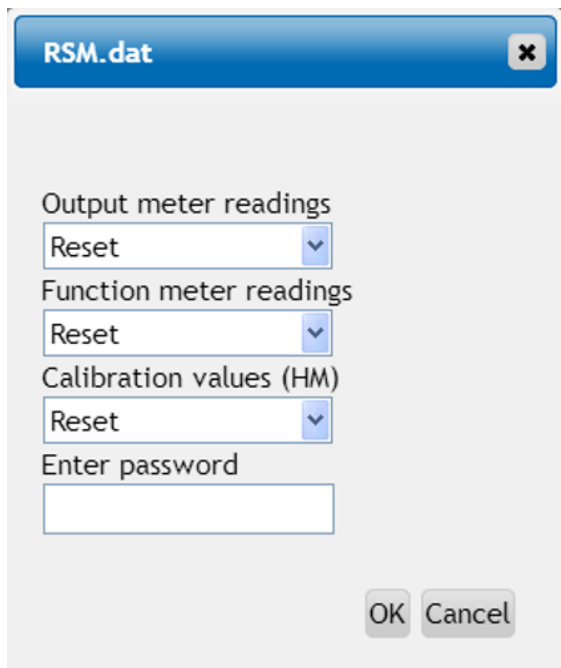 RSM.dat
Output meter readings
Reset
Function meter readings
Reset
Calibration values (HM)
Reset
Enter password
OK Cancel